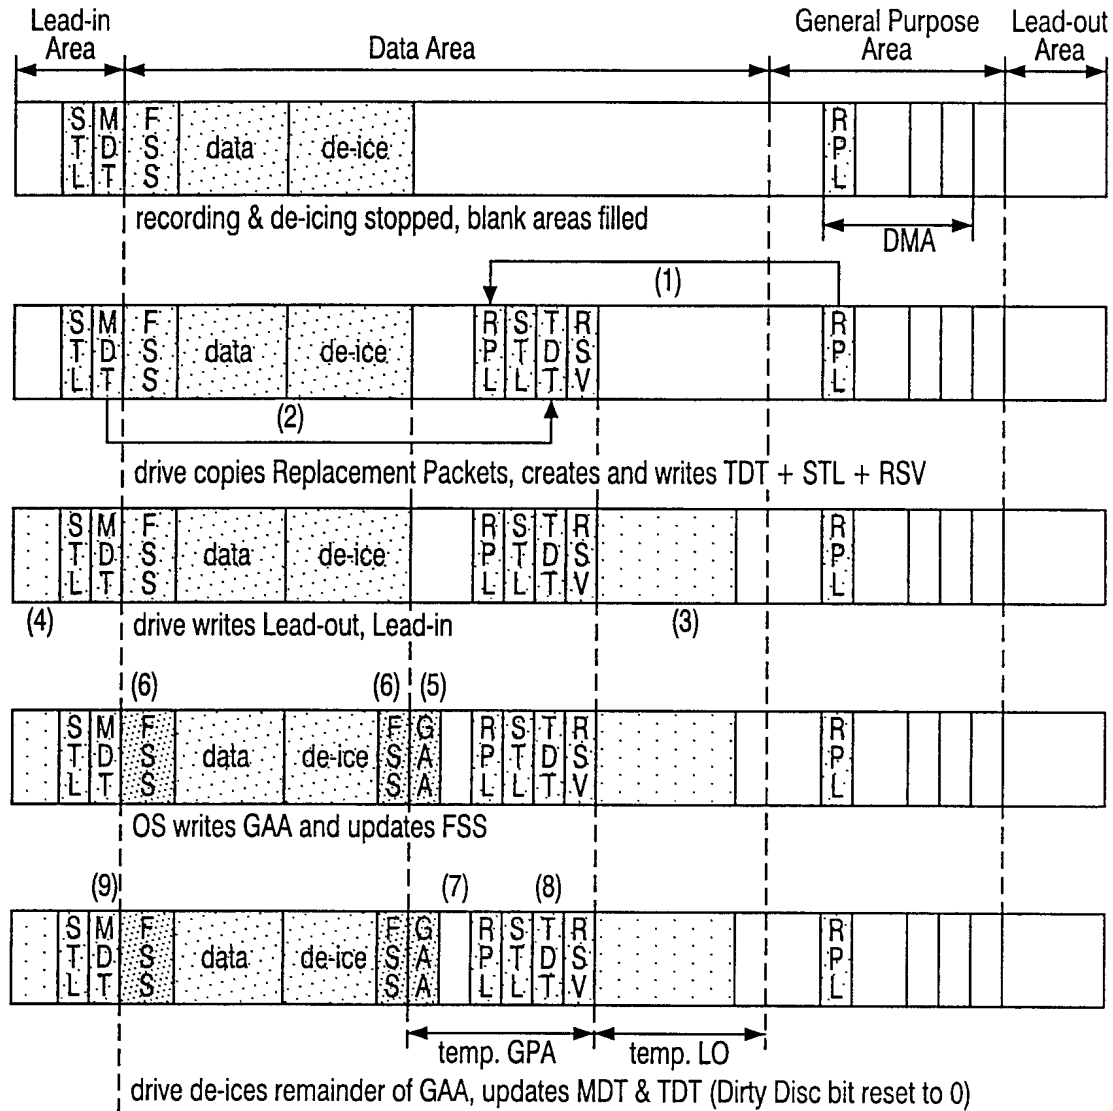 Lead-in
Area
Data Area
General Purpose
Area
Lead-out
Area
STL MDT FSS data de-ice RPL
recording & de-icing stopped, blank areas filled
DMA
(1)
STL MDT FSS data de-ice RPL STL TDT RSV RPL
(2)
drive copies Replacement Packets, creates and writes TDT + STL + RSV
STL MDT FSS data de-ice RPL STL TDT RSV RPL
(4) drive writes Lead-out, Lead-in (3)
(6) (6) (5)
STL MDT FSS data de-ice FSS GAA RPL STL TDT RSV RPL
OS writes GAA and updates FSS
(9) (7) (8)
STL MDT FSS data de-ice FSS GAA RPL STL TDT RSV RPL
temp. GPA temp. LO
drive de-ices remainder of GAA, updates MDT & TDT (Dirty Disc bit reset to 0)